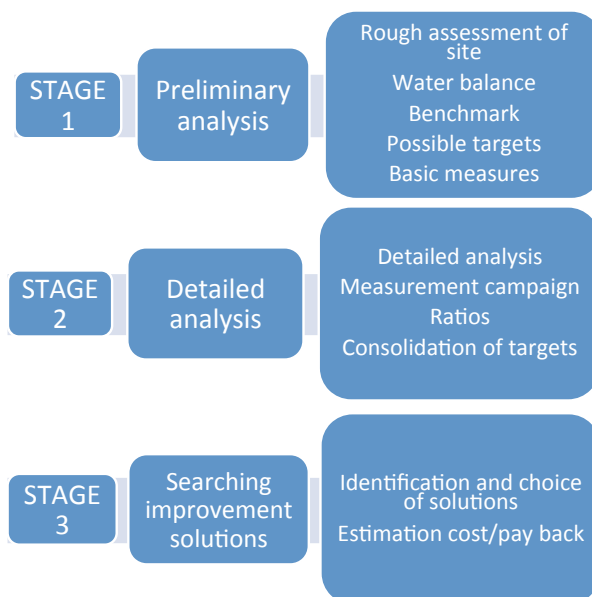 STAGE
1
Preliminary
analysis
Rough assessment of
site
Water balance
Benchmark
Possible targets
Basic measures
STAGE
2
Detailed
analysis
Detailed analysis
Measurement campaign
Ratios
Consolidation of targets
STAGE
3
Searching
improvement
solutions
Identification and choice
of solutions
Estimation cost/pay back